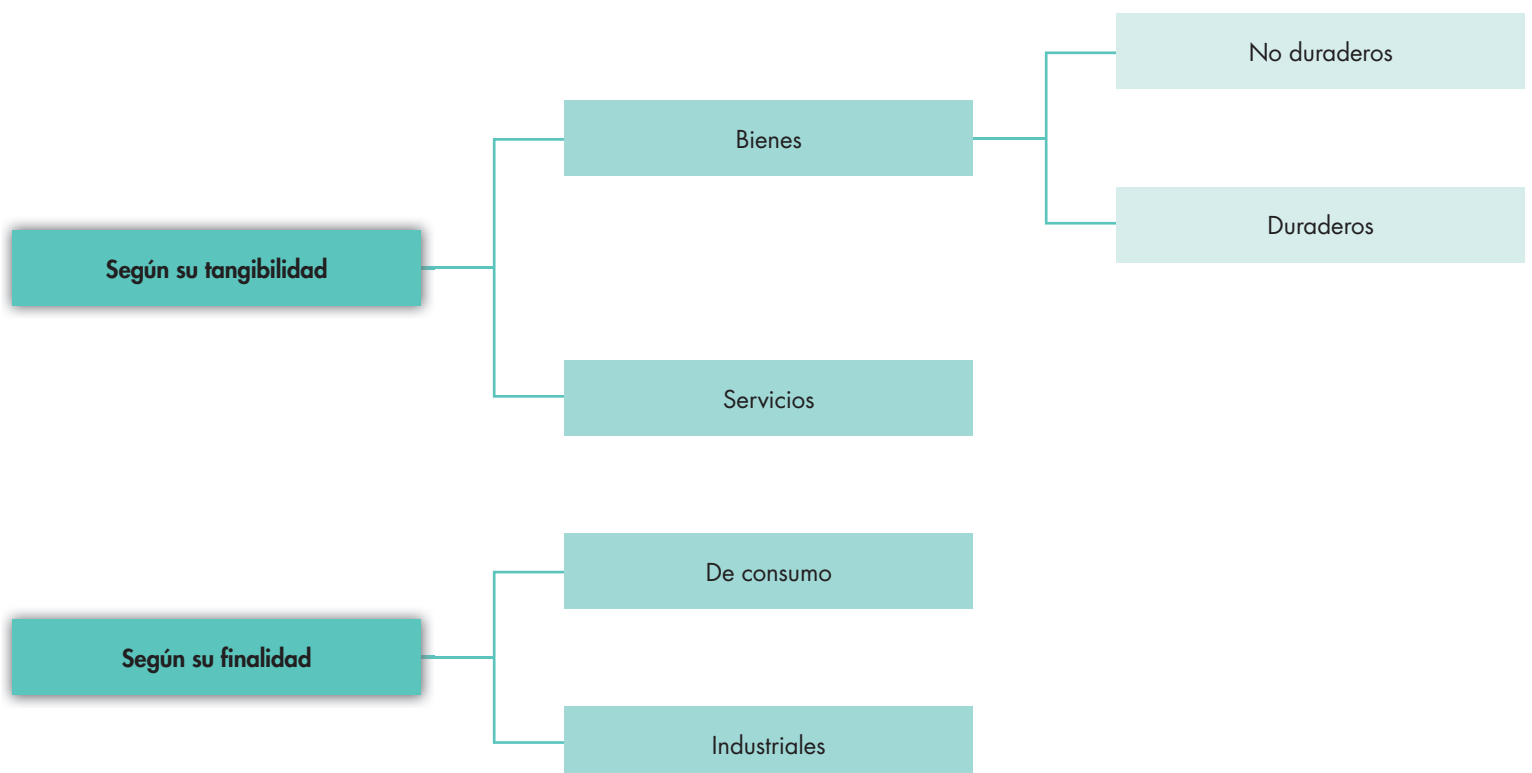 Según su tangibilidad
Bienes
No duraderos
Duraderos
Servicios
Según su finalidad
De consumo
Industriales